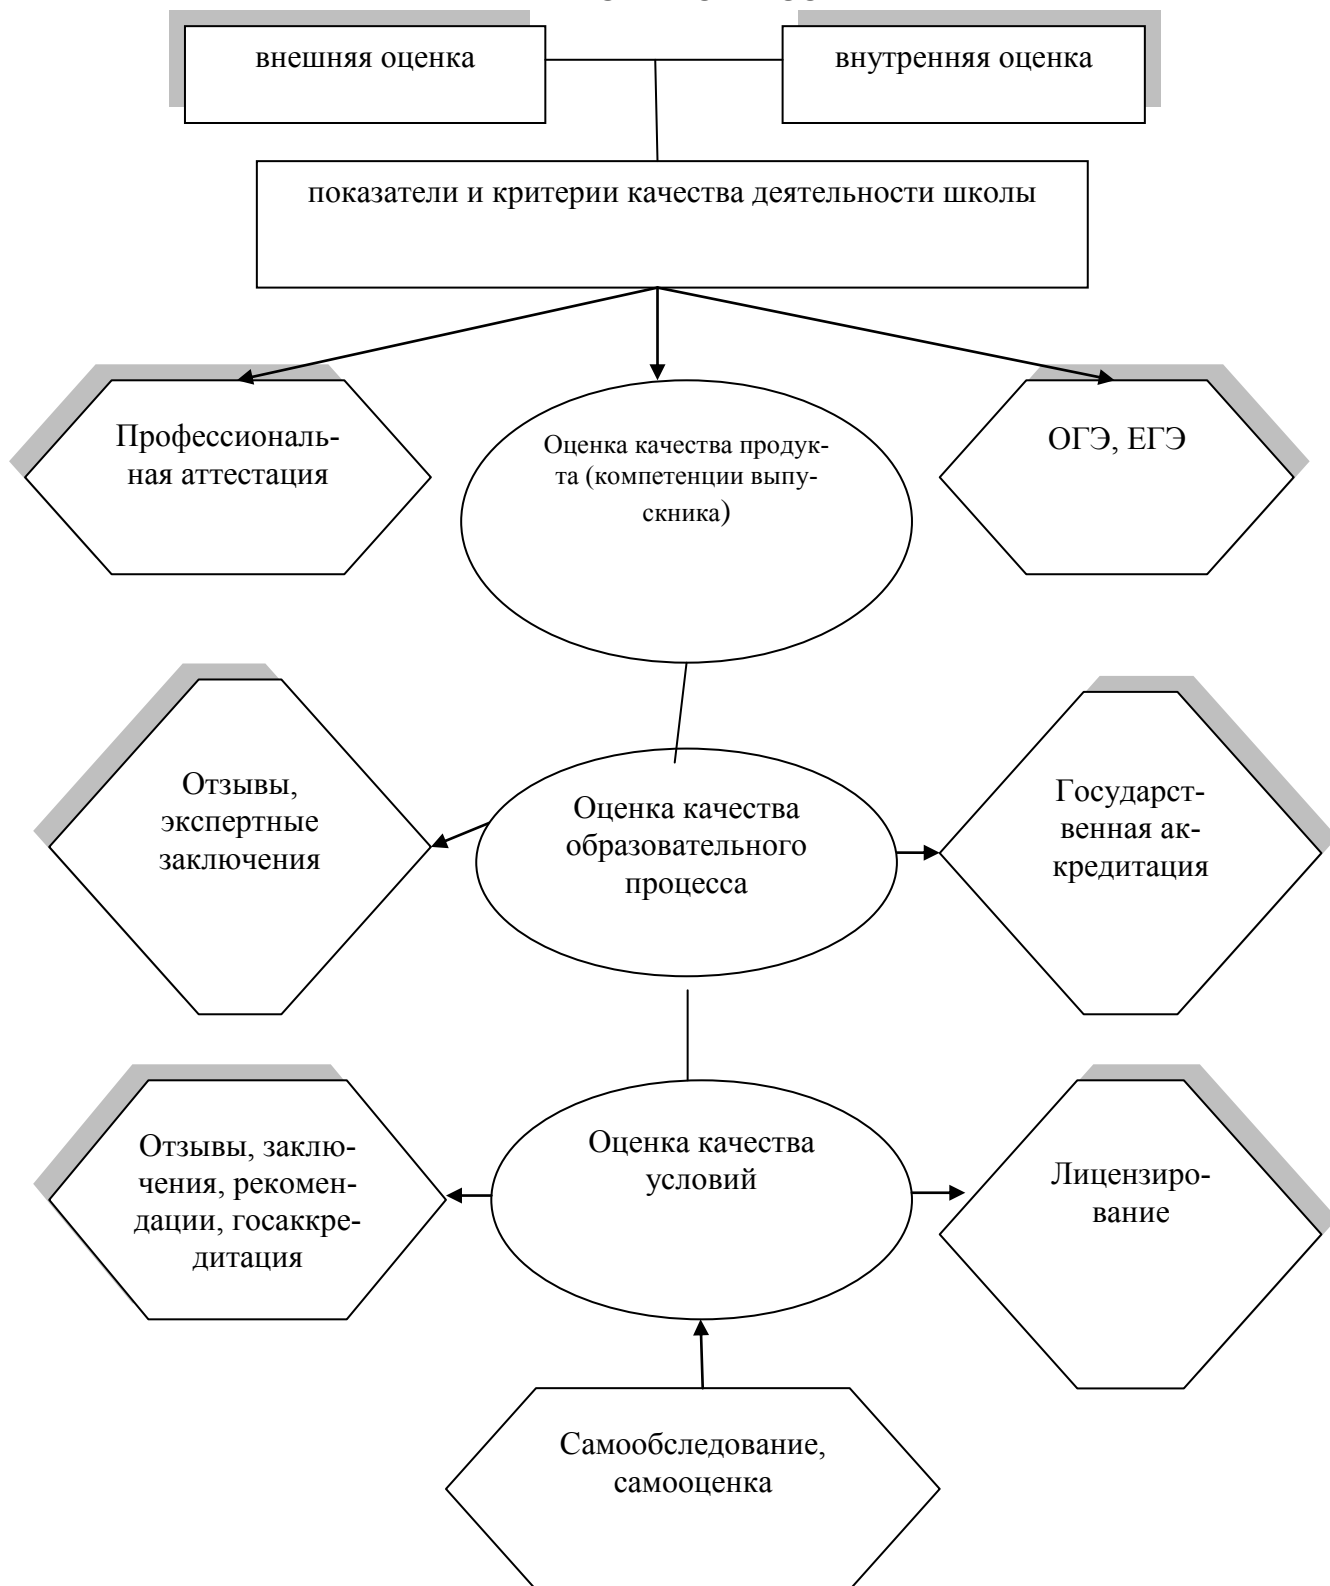 внешняя оценка
внутренняя оценка
показатели и критерии качества деятельности школы
Профессиональ-
ная аттестация
Оценка качества продук-
та (компетенции выпу-
скника)
ОГЭ, ЕГЭ
Отзывы,
экспертные
заключения
Оценка качества
образовательного
процесса
Государст-
венная ак-
кредитация
Отзывы, заклю-
чения, рекомен-
дации, госаккре-
дитация
Оценка качества
условий
Лицензиро-
вание
Самообследование,
самооценка